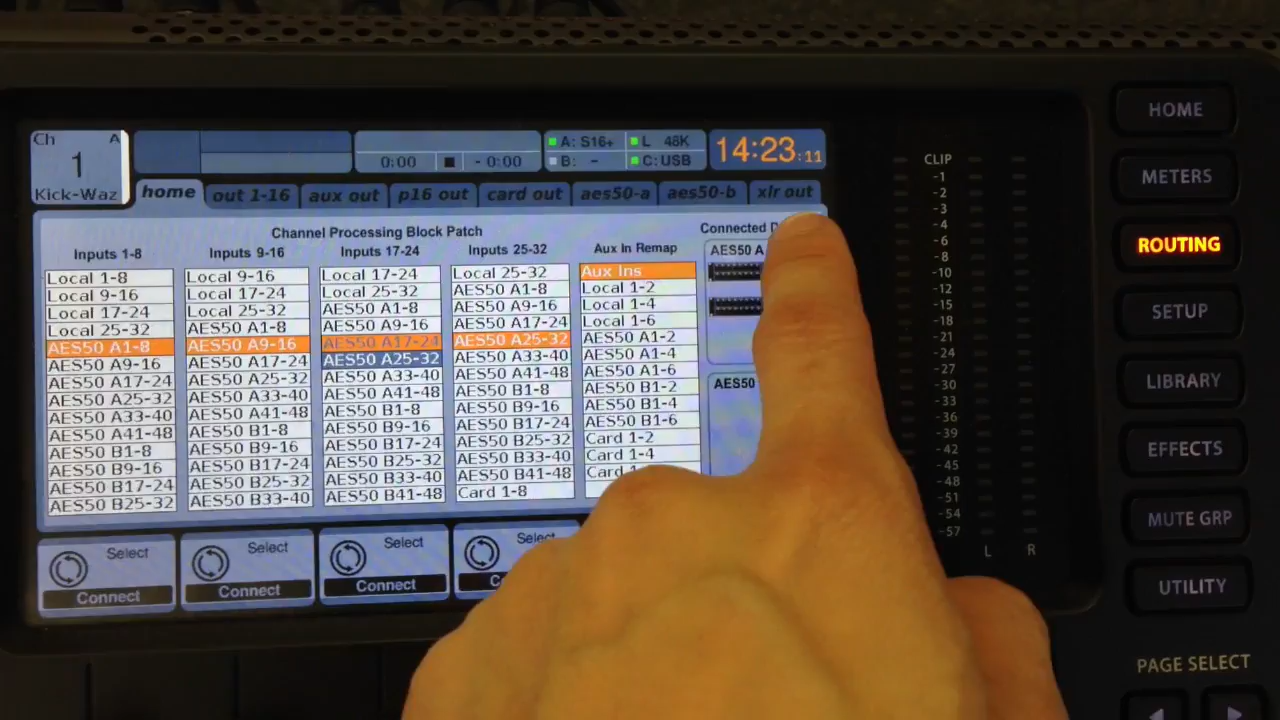 Ch A
1
Kick-Waz
0:00 - 0:00
A: S16+ L 48K
B: - C: USB
14:23:11
home out 1-16 aux out p16 out card out aes50-a aes50-b xlr out
Channel Processing Block Patch
Inputs 1-8
Local 1-8
Local 9-16
Local 17-24
Local 25-32
AES50 A1-8
AES50 A9-16
AES50 A17-24
AES50 A25-32
AES50 A33-40
AES50 A41-48
AES50 B1-8
AES50 B9-16
AES50 B17-24
AES50 B25-32
Inputs 9-16
Local 9-16
Local 17-24
Local 25-32
AES50 A1-8
AES50 A9-16
AES50 A17-24
AES50 A25-32
AES50 A33-40
AES50 A41-48
AES50 B1-8
AES50 B9-16
AES50 B17-24
AES50 B25-32
AES50 B33-40
Inputs 17-24
Local 17-24
Local 25-32
AES50 A1-8
AES50 A9-16
AES50 A17-24
AES50 A25-32
AES50 A33-40
AES50 A41-48
AES50 B1-8
AES50 B9-16
AES50 B17-24
AES50 B25-32
AES50 B33-40
AES50 B41-48
Inputs 25-32
Local 25-32
AES50 A1-8
AES50 A9-16
AES50 A17-24
AES50 A25-32
AES50 A33-40
AES50 A41-48
AES50 B1-8
AES50 B9-16
AES50 B17-24
AES50 B25-32
AES50 B33-40
AES50 B41-48
Card 1-8
Aux In Remap
Aux Ins
Local 1-2
Local 1-4
Local 1-6
AES50 A1-2
AES50 A1-4
AES50 A1-6
AES50 B1-2
AES50 B1-4
AES50 B1-6
Card 1-2
Card 1-4
Card
Connected
AES50 A
AES50
Select
Connect
Select
Connect
Select
Connect
Select
CLIP
-1
-2
-3
-4
-6
-8
-10
-12
-15
-18
-21
-24
-27
-30
-33
-36
-39
-42
-45
-48
-51
-54
-57
L R
HOME
METERS
ROUTING
SETUP
LIBRARY
EFFECTS
MUTE GRP
UTILITY
PAGE SELECT